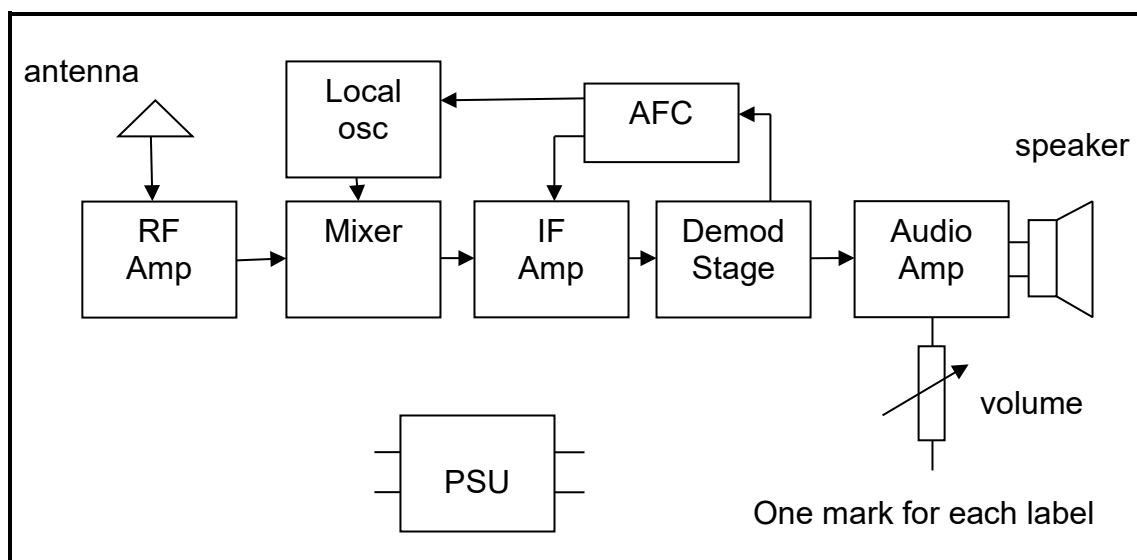 antenna
Local
osc
AFC
speaker
RF
Amp
Mixer
IF
Amp
Demod
Stage
Audio
Amp
volume
PSU
One mark for each label